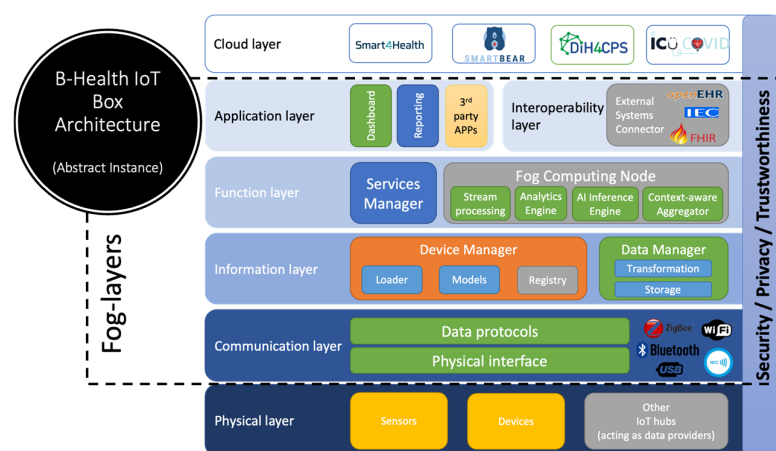 B-Health IoT
Box
Architecture
(Abstract Instance)
Fog-layers
Cloud layer
Smart4Health
SMARTBEAR
DiH4CPS
ICU COVID
Application layer
Dashboard
Reporting
3rd
party
APPs
Interoperability
layer
External
Systems
Connector
openEHR
IEC
FHIR
Function layer
Services
Manager
Fog Computing Node
Stream
processing
Analytics
Engine
AI Inference
Engine
Context-aware
Aggregator
Information layer
Device Manager
Loader
Models
Registry
Data Manager
Transformation
Storage
Communication layer
Data protocols
Physical interface
ZigBee
WiFi
Bluetooth
USB
NFC
Physical layer
Sensors
Devices
Other
IoT hubs
(acting as data providers)
Security / Privacy / Trustworthiness